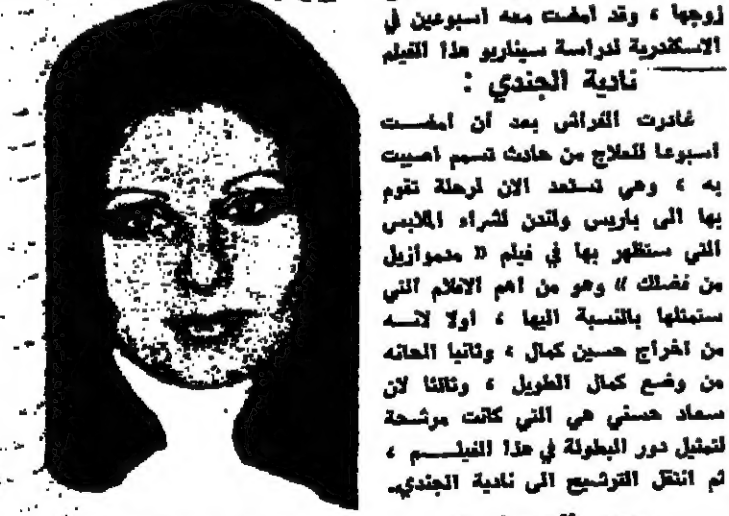 زوجها ، وقد امضت معه اسبوعين في
الاسكندرية لدراسة سيناريو هذا الفيلم
نادية الجندي :
غادرت الفراش بعد ان امضــت
اسبوعا للعلاج من حادث تسمم اصيبت
به ، وهي تستعد الان لرحلة تقوم
بها الى باريس ولندن لشراء الملابس
التي ستظهر بها في فيلم « مدموازيل
من فضلك » وهو من اهم الافلام التي
ستمثلها بالنسبة اليها ، اولا لانــه
من اخراج حسين كمال ، وثانيا الحانه
من وضع كمال الطويل ، وثالثا لان
سعاد حسني هي التي كانت مرشحة
لتمثيل دور البطولة في هذا الفيلــم ،
ثم انتقل الترشيح الى نادية الجندي.